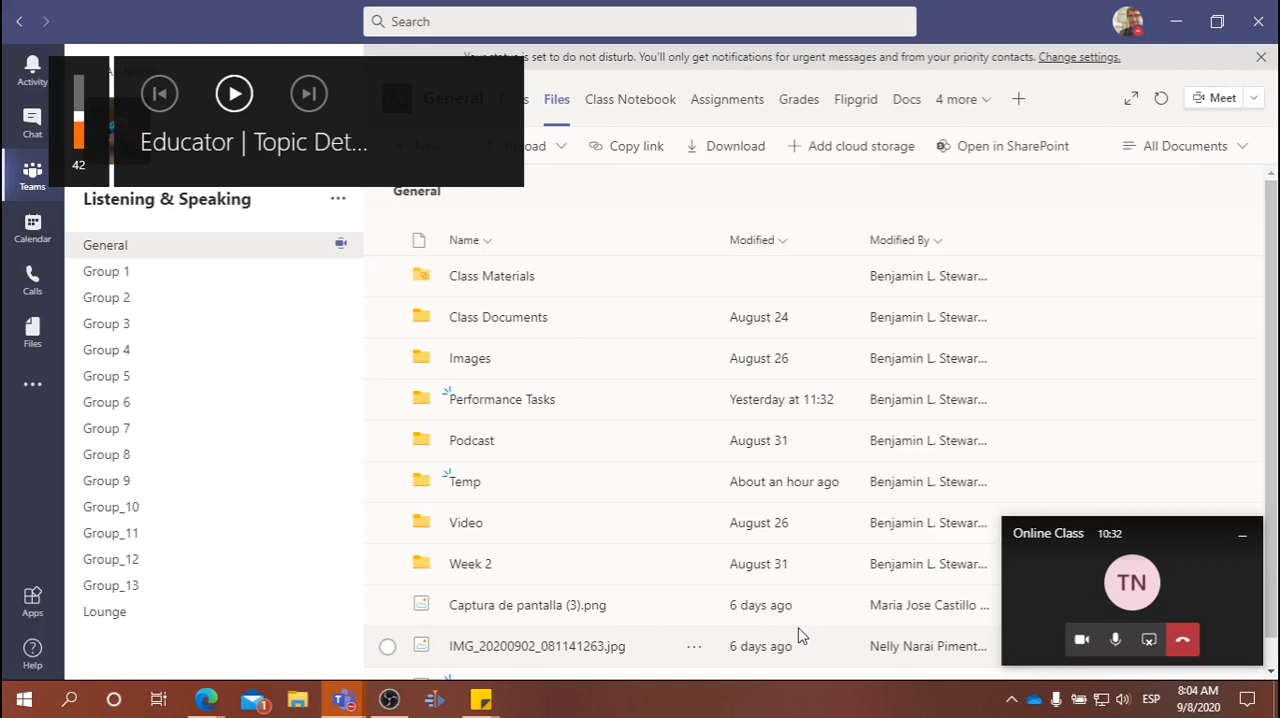 Search
Your status is set to do not disturb. You'll only get notifications for urgent messages and from your priority contacts. Change settings.
Activity
Chat
Teams
Calendar
Calls
Files
Apps
Help
Educator | Topic Det...
42
General Posts Files Class Notebook Assignments Grades Flipgrid Docs 4 more Meet
New Upload Copy link Download Add cloud storage Open in SharePoint All Documents
Listening & Speaking
General
Group 1
Group 2
Group 3
Group 4
Group 5
Group 6
Group 7
Group 8
Group 9
Group_10
Group_11
Group_12
Group_13
Lounge
General
Name Modified Modified By
Class Materials Benjamin L. Stewar...
Class Documents August 24 Benjamin L. Stewar...
Images August 26 Benjamin L. Stewar...
Performance Tasks Yesterday at 11:32 Benjamin L. Stewar...
Podcast August 31 Benjamin L. Stewar...
Temp About an hour ago Benjamin L. Stewar...
Video August 26 Benjamin L. Stewar...
Week 2 August 31 Benjamin L. Stewar...
Captura de pantalla (3).png 6 days ago Maria Jose Castillo ...
IMG_20200902_081141263.jpg ... 6 days ago Nelly Narai Piment...
Online Class 10:32
TN
1
ESP
8:04 AM
9/8/2020